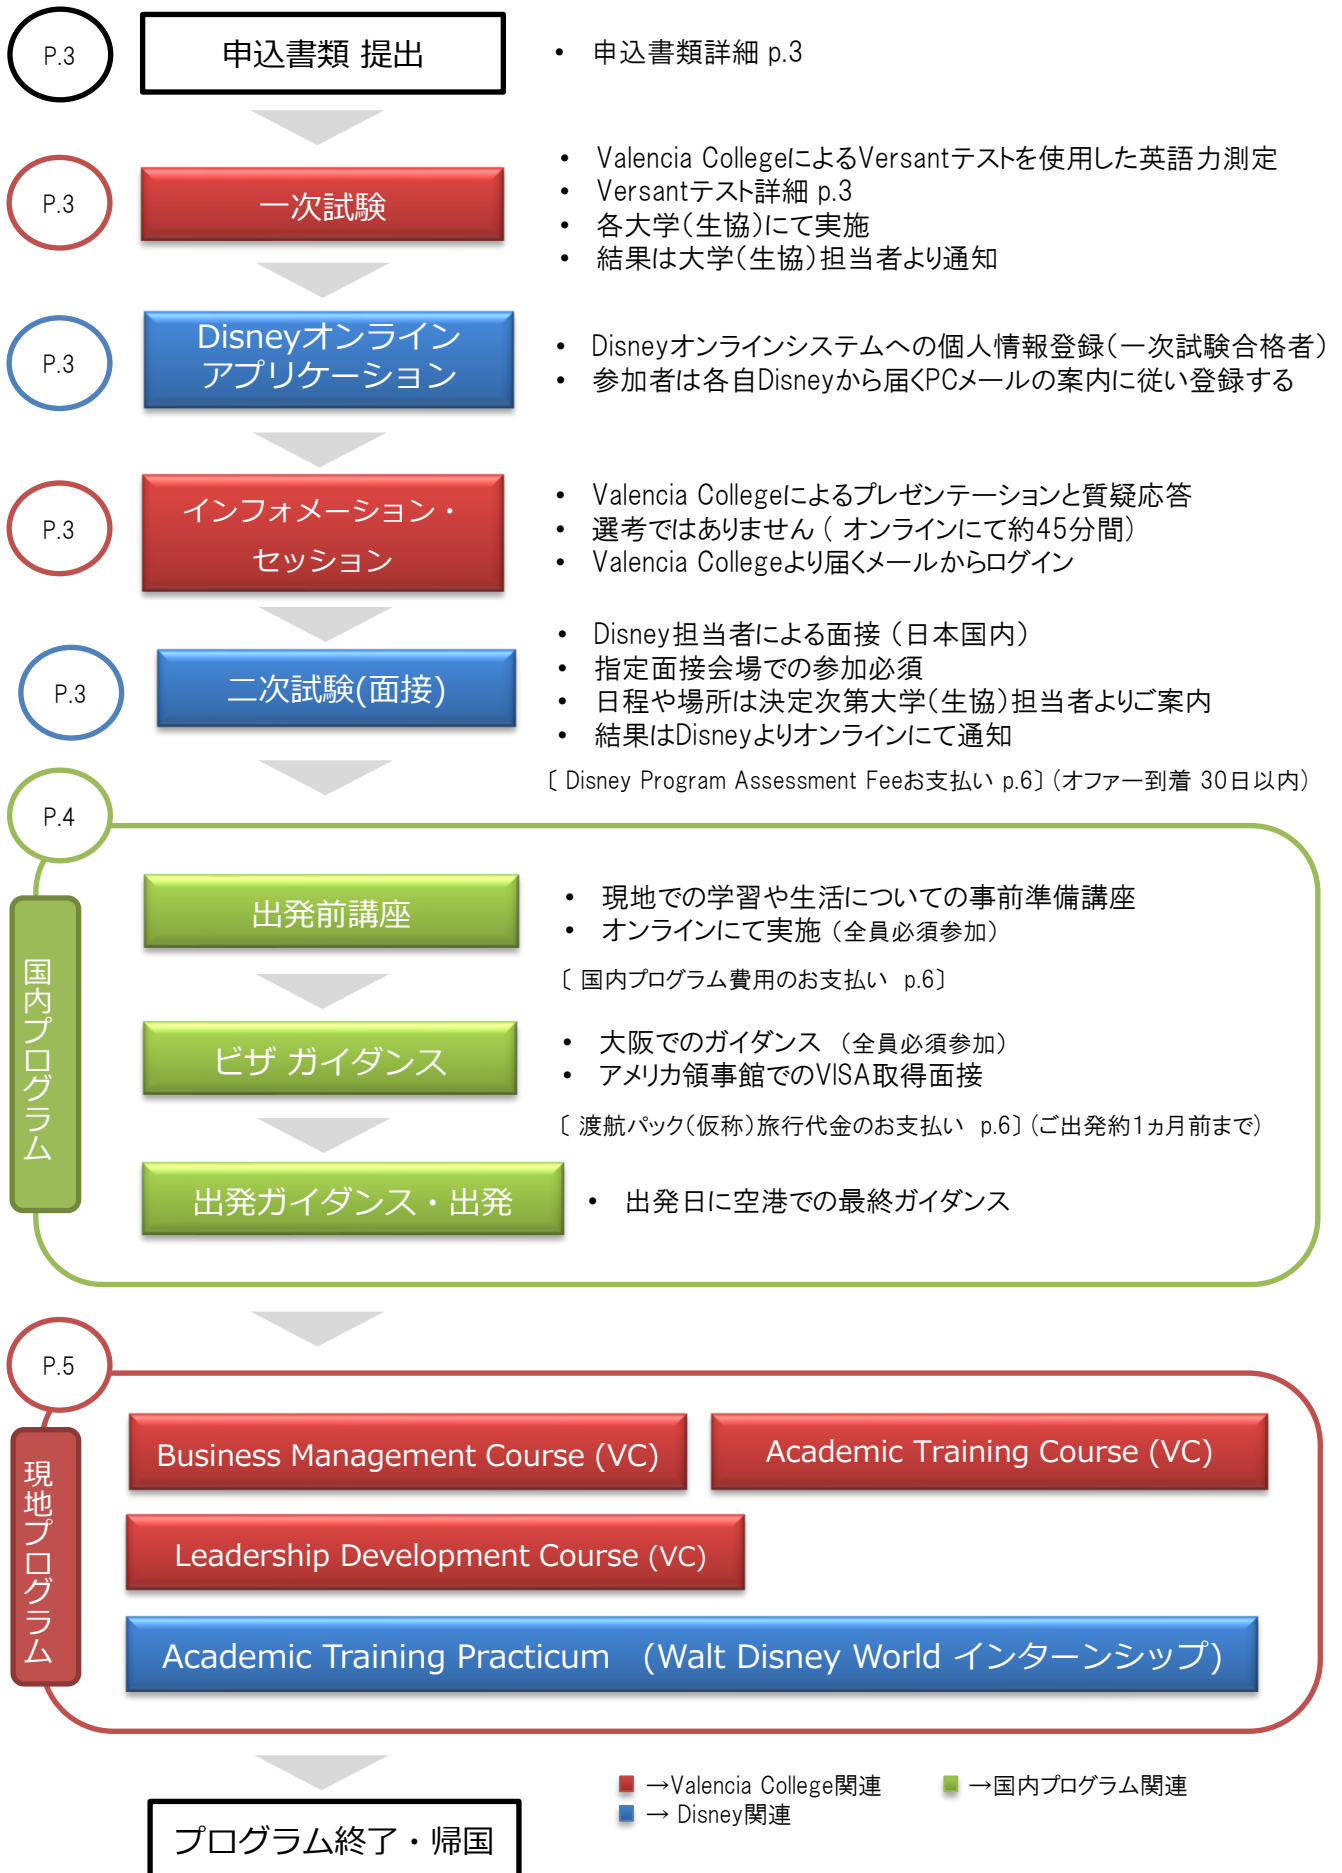 P.3
申込書類 提出
• 申込書類詳細 p.3
P.3
一次試験
• Valencia CollegeによるVersantテストを使用した英語力測定
• Versantテスト詳細 p.3
• 各大学(生協)にて実施
• 結果は大学(生協)担当者より通知
P.3
Disneyオンライン
アプリケーション
• Disneyオンラインシステムへの個人情報登録(一次試験合格者)
• 参加者は各自Disneyから届くPCメールの案内に従い登録する
P.3
インフォメーション・
セッション
• Valencia Collegeによるプレゼンテーションと質疑応答
• 選考ではありません ( オンラインにて約45分間)
• Valencia Collegeより届くメールからログイン
P.3
二次試験(面接)
• Disney担当者による面接 (日本国内)
• 指定面接会場での参加必須
• 日程や場所は決定次第大学(生協)担当者よりご案内
• 結果はDisneyよりオンラインにて通知
〔 Disney Program Assessment Feeお支払い p.6〕 (オファー到着 30日以内)
P.4
国内プログラム
出発前講座
• 現地での学習や生活についての事前準備講座
• オンラインにて実施 (全員必須参加)
〔 国内プログラム費用のお支払い p.6〕
ビザ ガイダンス
• 大阪でのガイダンス (全員必須参加)
• アメリカ領事館でのVISA取得面接
〔 渡航パック(仮称)旅行代金のお支払い p.6〕 (ご出発約1ヵ月前まで)
出発ガイダンス・出発
• 出発日に空港での最終ガイダンス
P.5
現地プログラム
Business Management Course (VC)
Academic Training Course (VC)
Leadership Development Course (VC)
Academic Training Practicum (Walt Disney World インターンシップ)
→Valencia College関連
→国内プログラム関連
→ Disney関連
プログラム終了・帰国